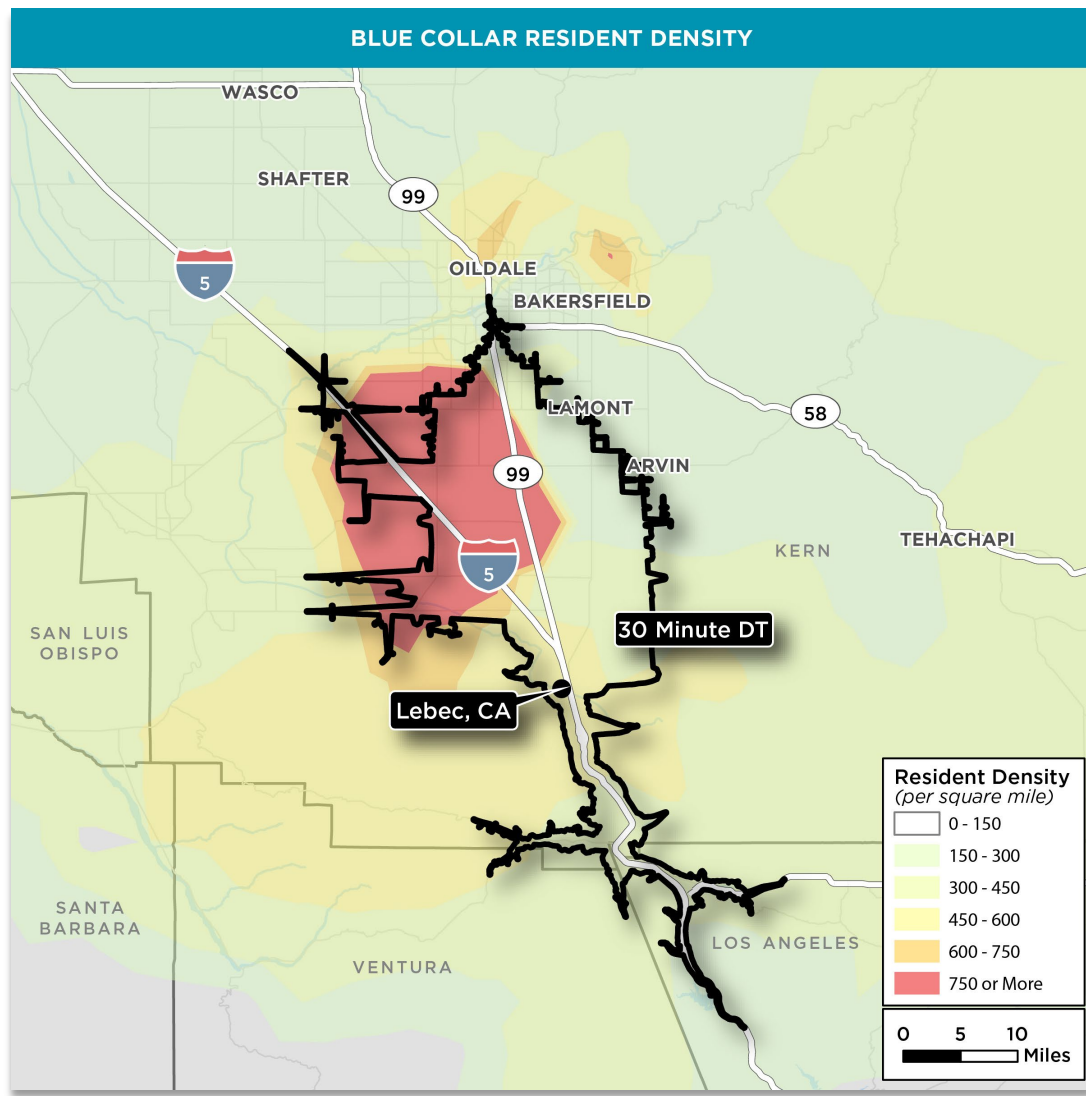 BLUE COLLAR RESIDENT DENSITY
WASCO
SHAFTER
99
5
OILDALE
BAKERSFIELD
LAMONT
58
ARVIN
99
TEHACHAPI
KERN
5
30 Minute DT
SAN LUIS
OBISPO
Lebec, CA
Resident Density
(per square mile)
0 - 150
150 - 300
300 - 450
450 - 600
600 - 750
750 or More
SANTA
BARBARA
LOS ANGELES
VENTURA
0 5 10
Miles